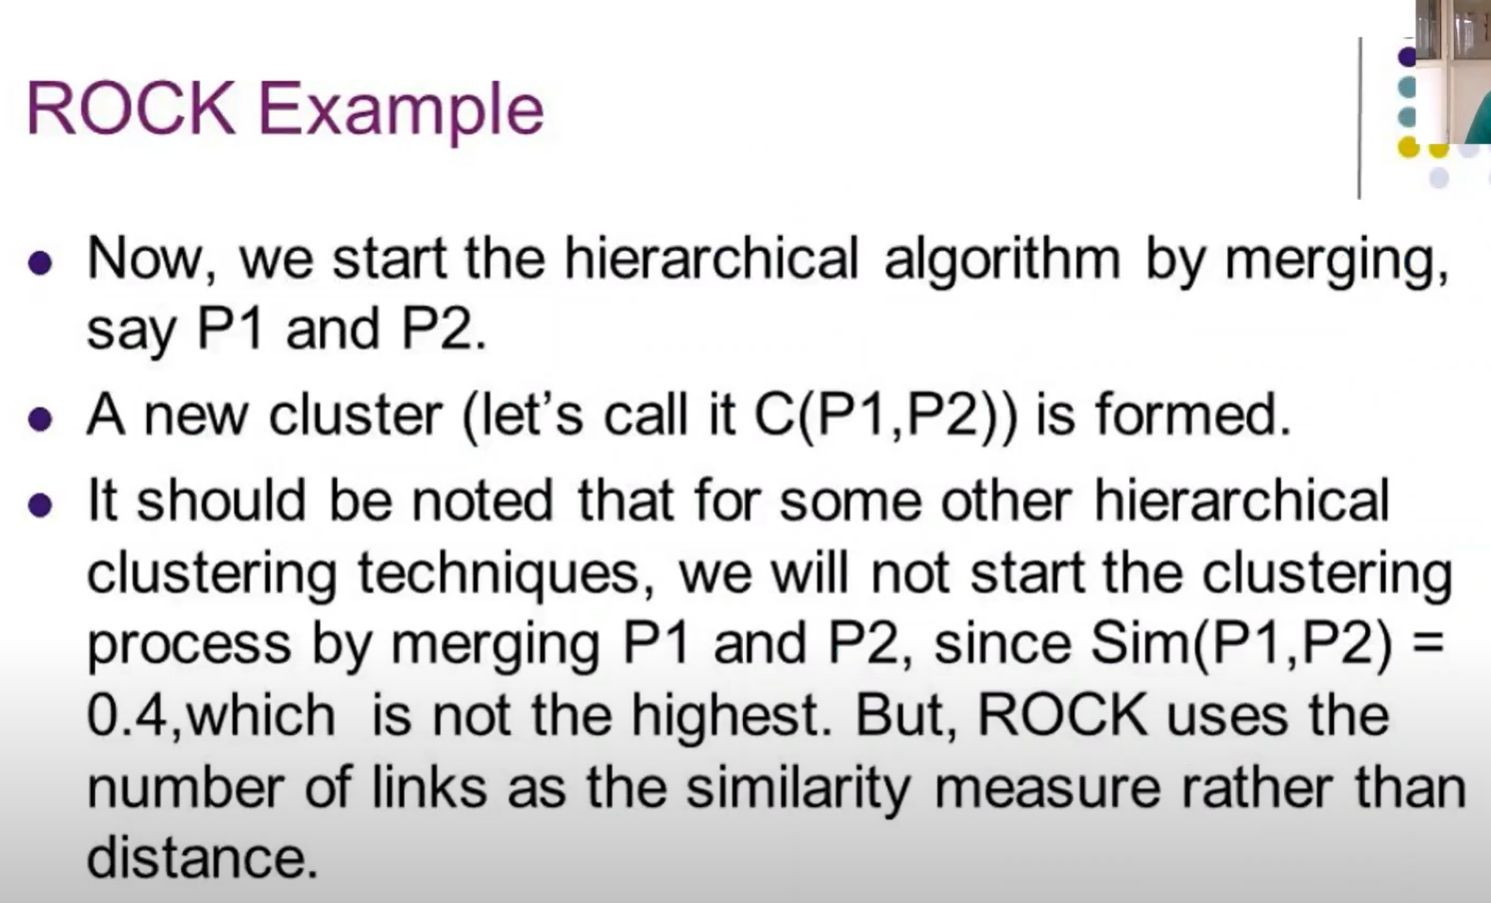 ROCK Example
Now, we start the hierarchical algorithm by merging,
say P1 and P2.
A new cluster (let's call it C(P1,P2)) is formed.
It should be noted that for some other hierarchical
clustering techniques, we will not start the clustering
process by merging P1 and P2, since Sim(P1,P2) =
0.4,which is not the highest. But, ROCK uses the
number of links as the similarity measure rather than
distance.